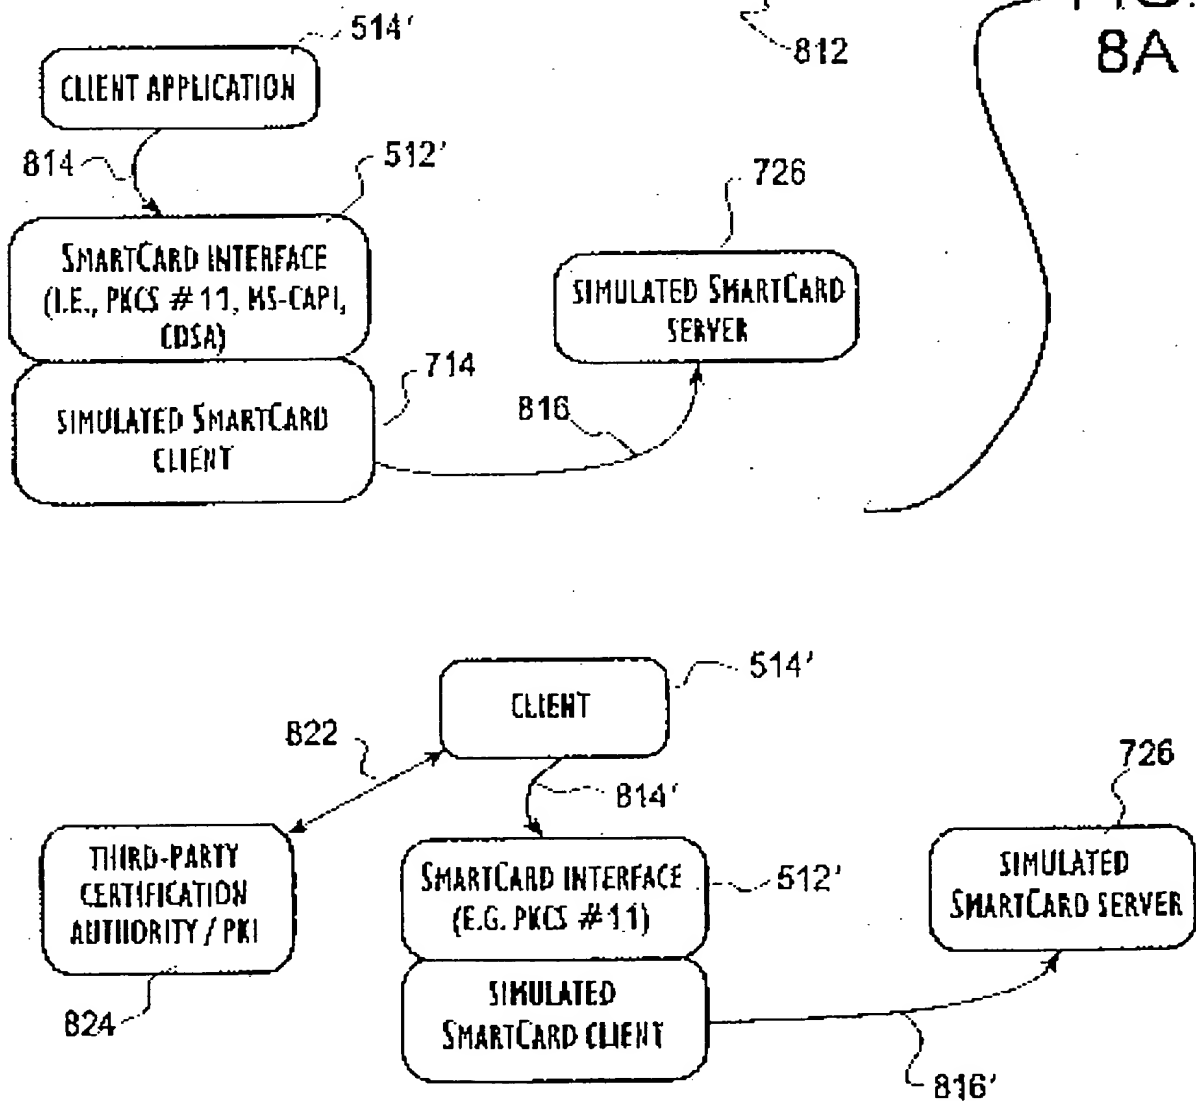 514'
812
FIG.
8A
CLIENT APPLICATION
814
512'
726
SMARTCARD INTERFACE
(I.E., PKCS #11, MS-CAPI,
CDSA)
SIMULATED SMARTCARD
SERVER
714
SIMULATED SMARTCARD
CLIENT
816
CLIENT
514'
822
726
814'
THIRD-PARTY
CERTIFICATION
AUTHORITY / PKI
SMARTCARD INTERFACE
(E.G. PKCS #11)
512'
SIMULATED
SMARTCARD SERVER
SIMULATED
SMARTCARD CLIENT
824
816'